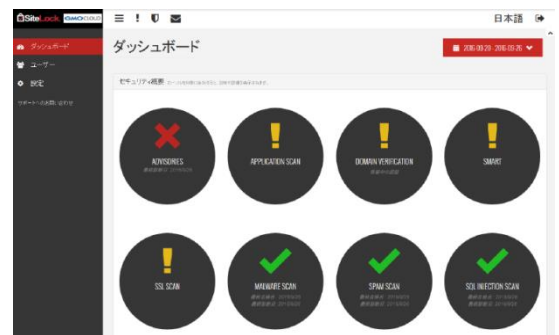 SiteLock GMOCLOUD
日本語
ダッシュボード
ダッシュボード
2016.09.20 - 2016.09.26
ユーザー
設定
セキュリティ概要
ADVISORIES
APPLICATION SCAN
DOMAIN VERIFICATION
SMART
SSL SCAN
MALWARE SCAN
SPAM SCAN
SQL INJECTION SCAN